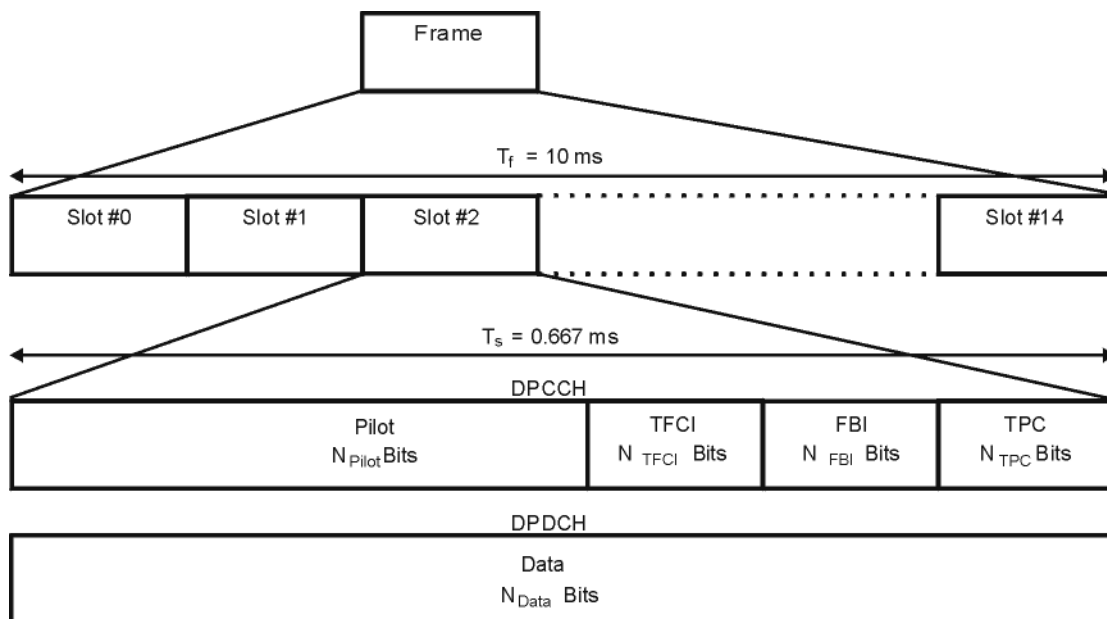 Frame
T_f = 10 ms
Slot #0 Slot #1 Slot #2 Slot #14
T_s = 0.667 ms
DPCCH
Pilot TFCI FBI TPC
N_Pilot Bits N_TFCI Bits N_FBI Bits N_TPC Bits
DPDCH
Data
N_Data Bits